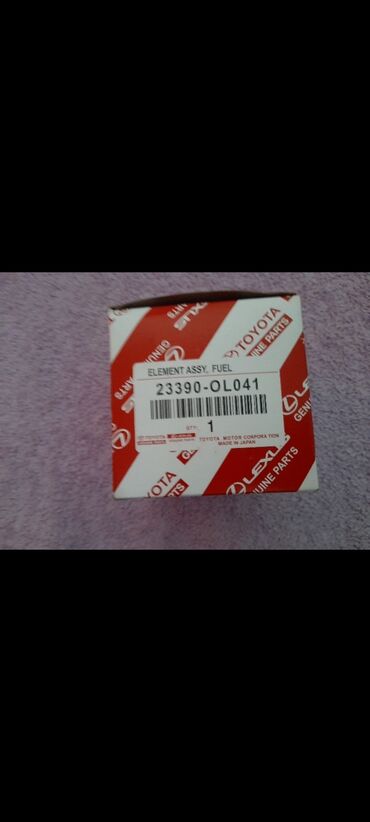 ELEMENT ASSY, FUEL
23390-OL041
QTY.
1
TOYOTA MOTOR CORPORATION
MADE IN JAPAN
TOYOTA
GENUINE PARTS
LEXUS
GENUINE PARTS